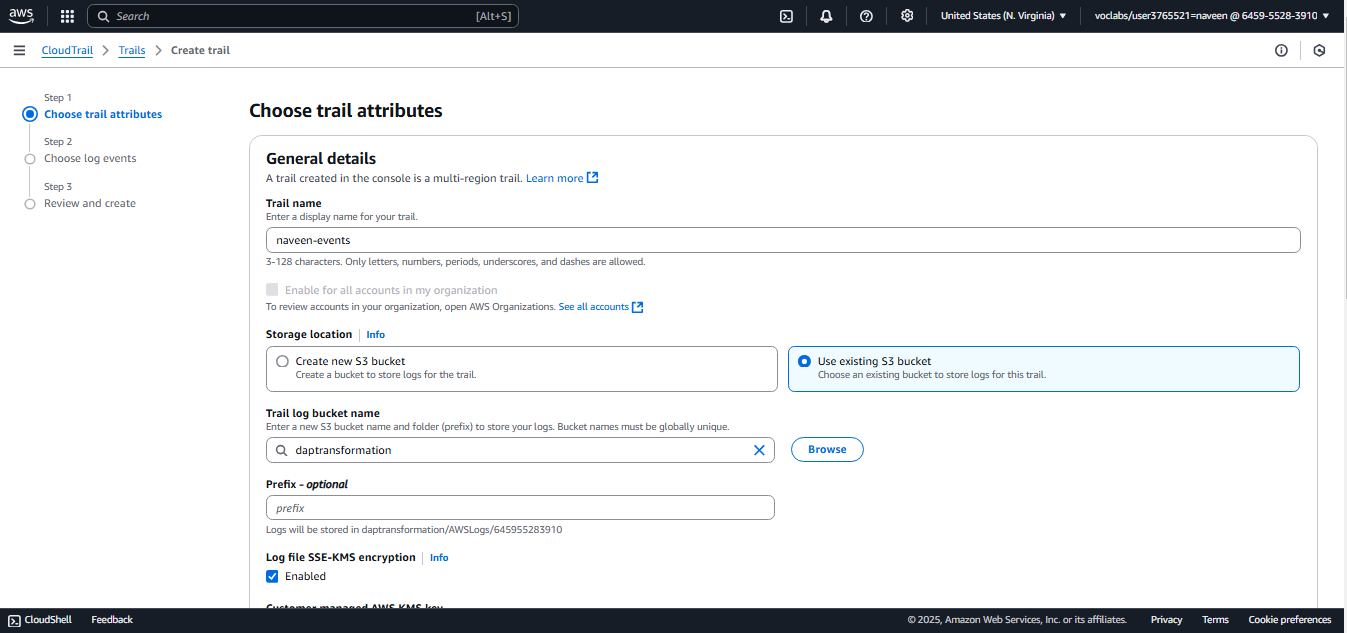 aws
Search [Alt+S]
United States (N. Virginia) ▼
voclabs/user3765521=naveen @ 6459-5528-3910 ▼
CloudTrail > Trails > Create trail
Step 1
Choose trail attributes
Step 2
Choose log events
Step 3
Review and create
Choose trail attributes
General details
A trail created in the console is a multi-region trail. Learn more
Trail name
Enter a display name for your trail.
naveen-events
3-128 characters. Only letters, numbers, periods, underscores, and dashes are allowed.
Enable for all accounts in my organization
To review accounts in your organization, open AWS Organizations. See all accounts
Storage location Info
Create new S3 bucket
Create a bucket to store logs for the trail.
Use existing S3 bucket
Choose an existing bucket to store logs for this trail.
Trail log bucket name
Enter a new S3 bucket name and folder (prefix) to store your logs. Bucket names must be globally unique.
daptransformation
Browse
Prefix - optional
prefix
Logs will be stored in daptransformation/AWSLogs/645955283910
Log file SSE-KMS encryption Info
Enabled
Customer managed AWS KMS key
CloudShell Feedback © 2025, Amazon Web Services, Inc. or its affiliates. Privacy Terms Cookie preferences